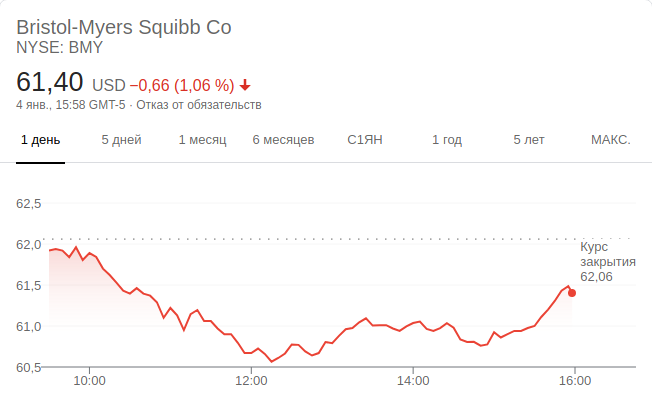 Bristol-Myers Squibb Co
NYSE: BMY
61,40 USD −0,66 (1,06 %)
4 янв., 15:58 GMT-5 · Отказ от обязательств
1 день 5 дней 1 месяц 6 месяцев С1ЯН 1 год 5 лет МАКС.
62,5
62,0
61,5
61,0
60,5
Курс
закрытия
62,06
10:00 12:00 14:00 16:00